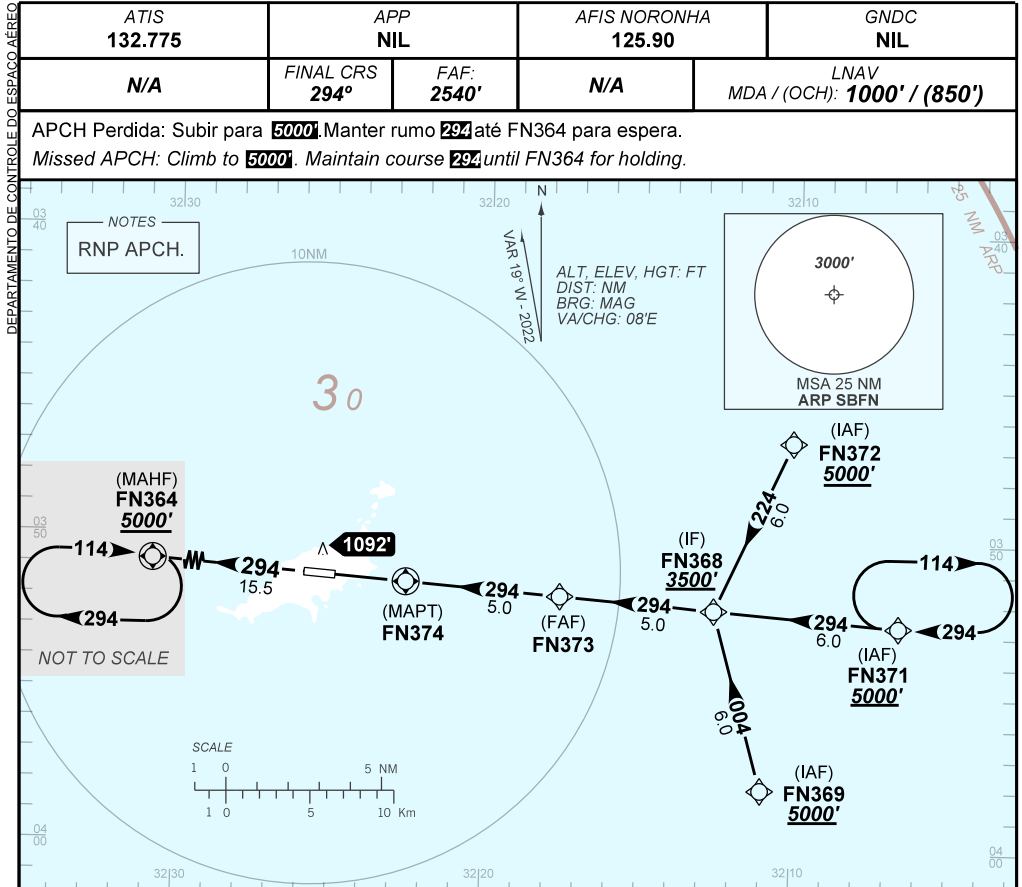 DEPARTAMENTO DE CONTROLE DO ESPAÇO AÉREO
ATIS
132.775
APP
NIL
AFIS NORONHA
125.90
GNDC
NIL
N/A
FINAL CRS
294º
FAF:
2540'
N/A
LNAV
MDA / (OCH): 1000' / (850')
APCH Perdida: Subir para 5000'. Manter rumo 294 até FN364 para espera.
Missed APCH: Climb to 5000'. Maintain course 294 until FN364 for holding.
32|30
32|20
32|10
03
40
03
40
NOTES
RNP APCH.
10NM
N
VAR 19° W - 2022
ALT, ELEV, HGT: FT
DIST: NM
BRG: MAG
VA/CHG: 08'E
25 NM ARP
3000'
MSA 25 NM
ARP SBFN
30
(IAF)
FN372
5000'
224
6.0
(MAHF)
FN364
5000'
03
50
114
294
NOT TO SCALE
294
15.5
1092'
(MAPT)
FN374
294
5.0
(FAF)
FN373
294
5.0
(IF)
FN368
3500'
294
6.0
03
50
114
294
(IAF)
FN371
5000'
004
6.0
(IAF)
FN369
5000'
SCALE
1 0 5 NM
1 0 5 10 Km
04
00
04
00
32|30
32|20
32|10